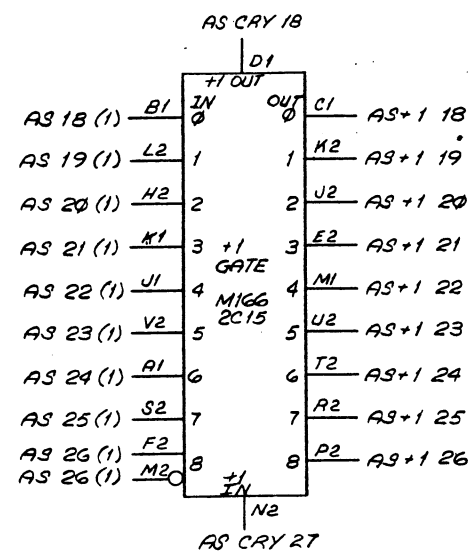 AS CRY 18
D1
+1 OUT
IN OUT
AS 18 (1) B1 Ø Ø C1 AS+1 18
AS 19 (1) L2 1 1 K2 AS+1 19
AS 2Ø (1) H2 2 2 J2 AS+1 2Ø
AS 21 (1) K1 3 +1 3 E2 AS+1 21
GATE
AS 22 (1) J1 4 4 M1 AS+1 22
M166
2C15
AS 23 (1) V2 5 5 U2 AS+1 23
AS 24 (1) A1 6 6 T2 AS+1 24
AS 25 (1) S2 7 7 R2 AS+1 25
AS 26 (1) F2 8 8 P2 AS+1 26
AS 26 (1) M2
+1
IN
N2
AS CRY 27